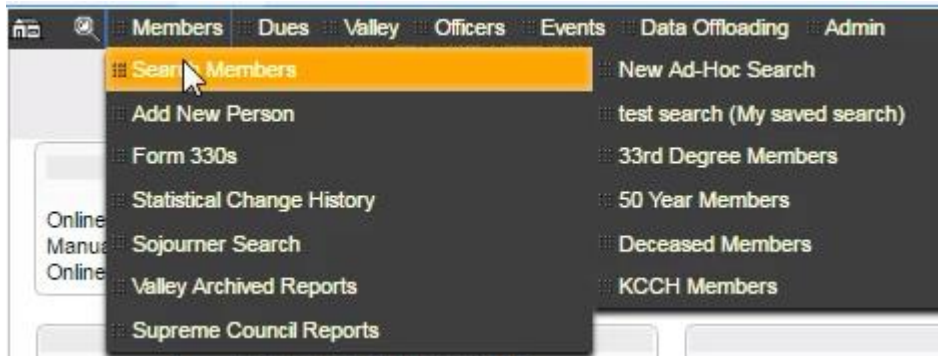 Members Dues Valley Officers Events Data Offloading Admin
Search Members
Add New Person
Form 330s
Statistical Change History
Sojourner Search
Valley Archived Reports
Supreme Council Reports
New Ad-Hoc Search
test search (My saved search)
33rd Degree Members
50 Year Members
Deceased Members
KCCH Members
Online
Online